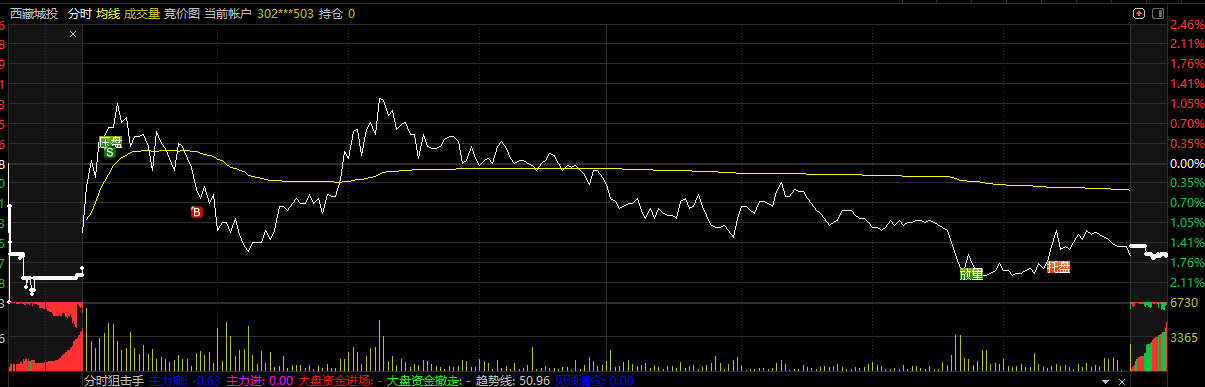 西藏城投 分时 均线 成交量 竞价图 当前帐户 302***503 持仓 0
2.46%
2.11%
1.76%
1.41%
1.05%
0.70%
0.35%
0.00%
0.35%
0.70%
1.05%
1.41%
1.76%
2.11%
6730
3365
压盘
S
B
放量
托盘
分时狙击手 -0.63 主力进: 0.00 大盘资金进场: - 大盘资金撤走: - 趋势线: 50.96 0.00